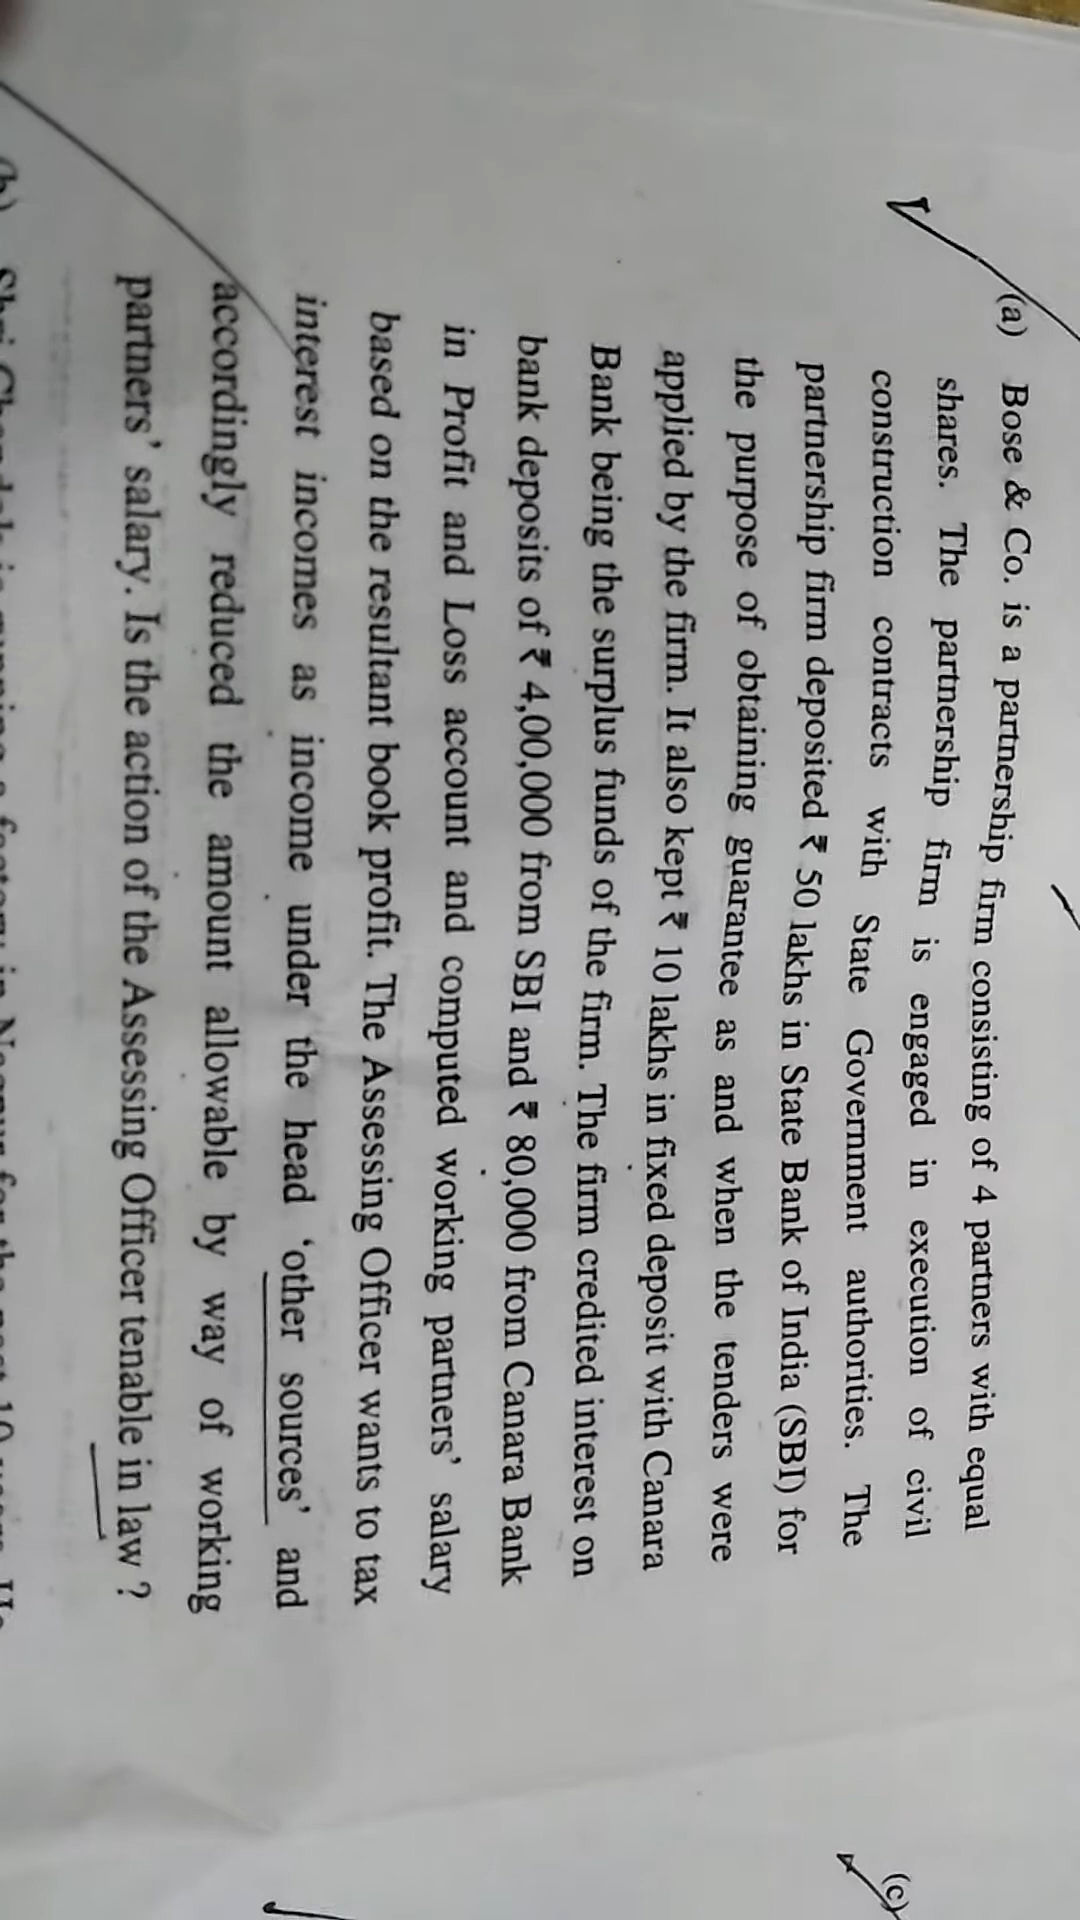 (a) Bose & Co. is a partnership firm consisting of 4 partners with equal
shares. The partnership firm is engaged in execution of civil
construction contracts with State Government authorities. The
partnership firm deposited ₹ 50 lakhs in State Bank of India (SBI) for
the purpose of obtaining guarantee as and when the tenders were
applied by the firm. It also kept ₹ 10 lakhs in fixed deposit with Canara
Bank being the surplus funds of the firm. The firm credited interest on
bank deposits of ₹ 4,00,000 from SBI and ₹ 80,000 from Canara Bank
in Profit and Loss account and computed working partners' salary
based on the resultant book profit. The Assessing Officer wants to tax
interest incomes as income under the head 'other sources' and
accordingly reduced the amount allowable by way of working
partners' salary. Is the action of the Assessing Officer tenable in law ?
(c)